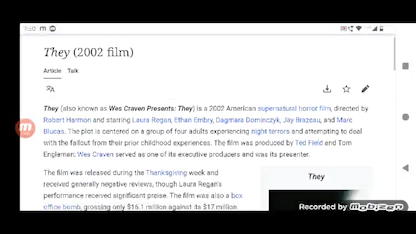 They (2002 film)
Article Talk
They (also known as Wes Craven Presents: They) is a 2002 American supernatural horror film, directed by
Robert Harmon and starring Laura Regan, Ethan Embry, Dagmara Dominczyk, Jay Brazeau, and Marc
Blucas. The plot is centered on a group of four adults experiencing night terrors and attempting to deal
with the fallout from their prior childhood experiences. The film was produced by Ted Field and Tom
Engleman; Wes Craven served as one of its executive producers and was its presenter.
The film was released during the Thanksgiving week and
received generally negative reviews, though Laura Regan's
performance received significant praise. The film was also a box
office bomb, grossing only $16.1 million against its $17 million
They
Recorded by Mobizen